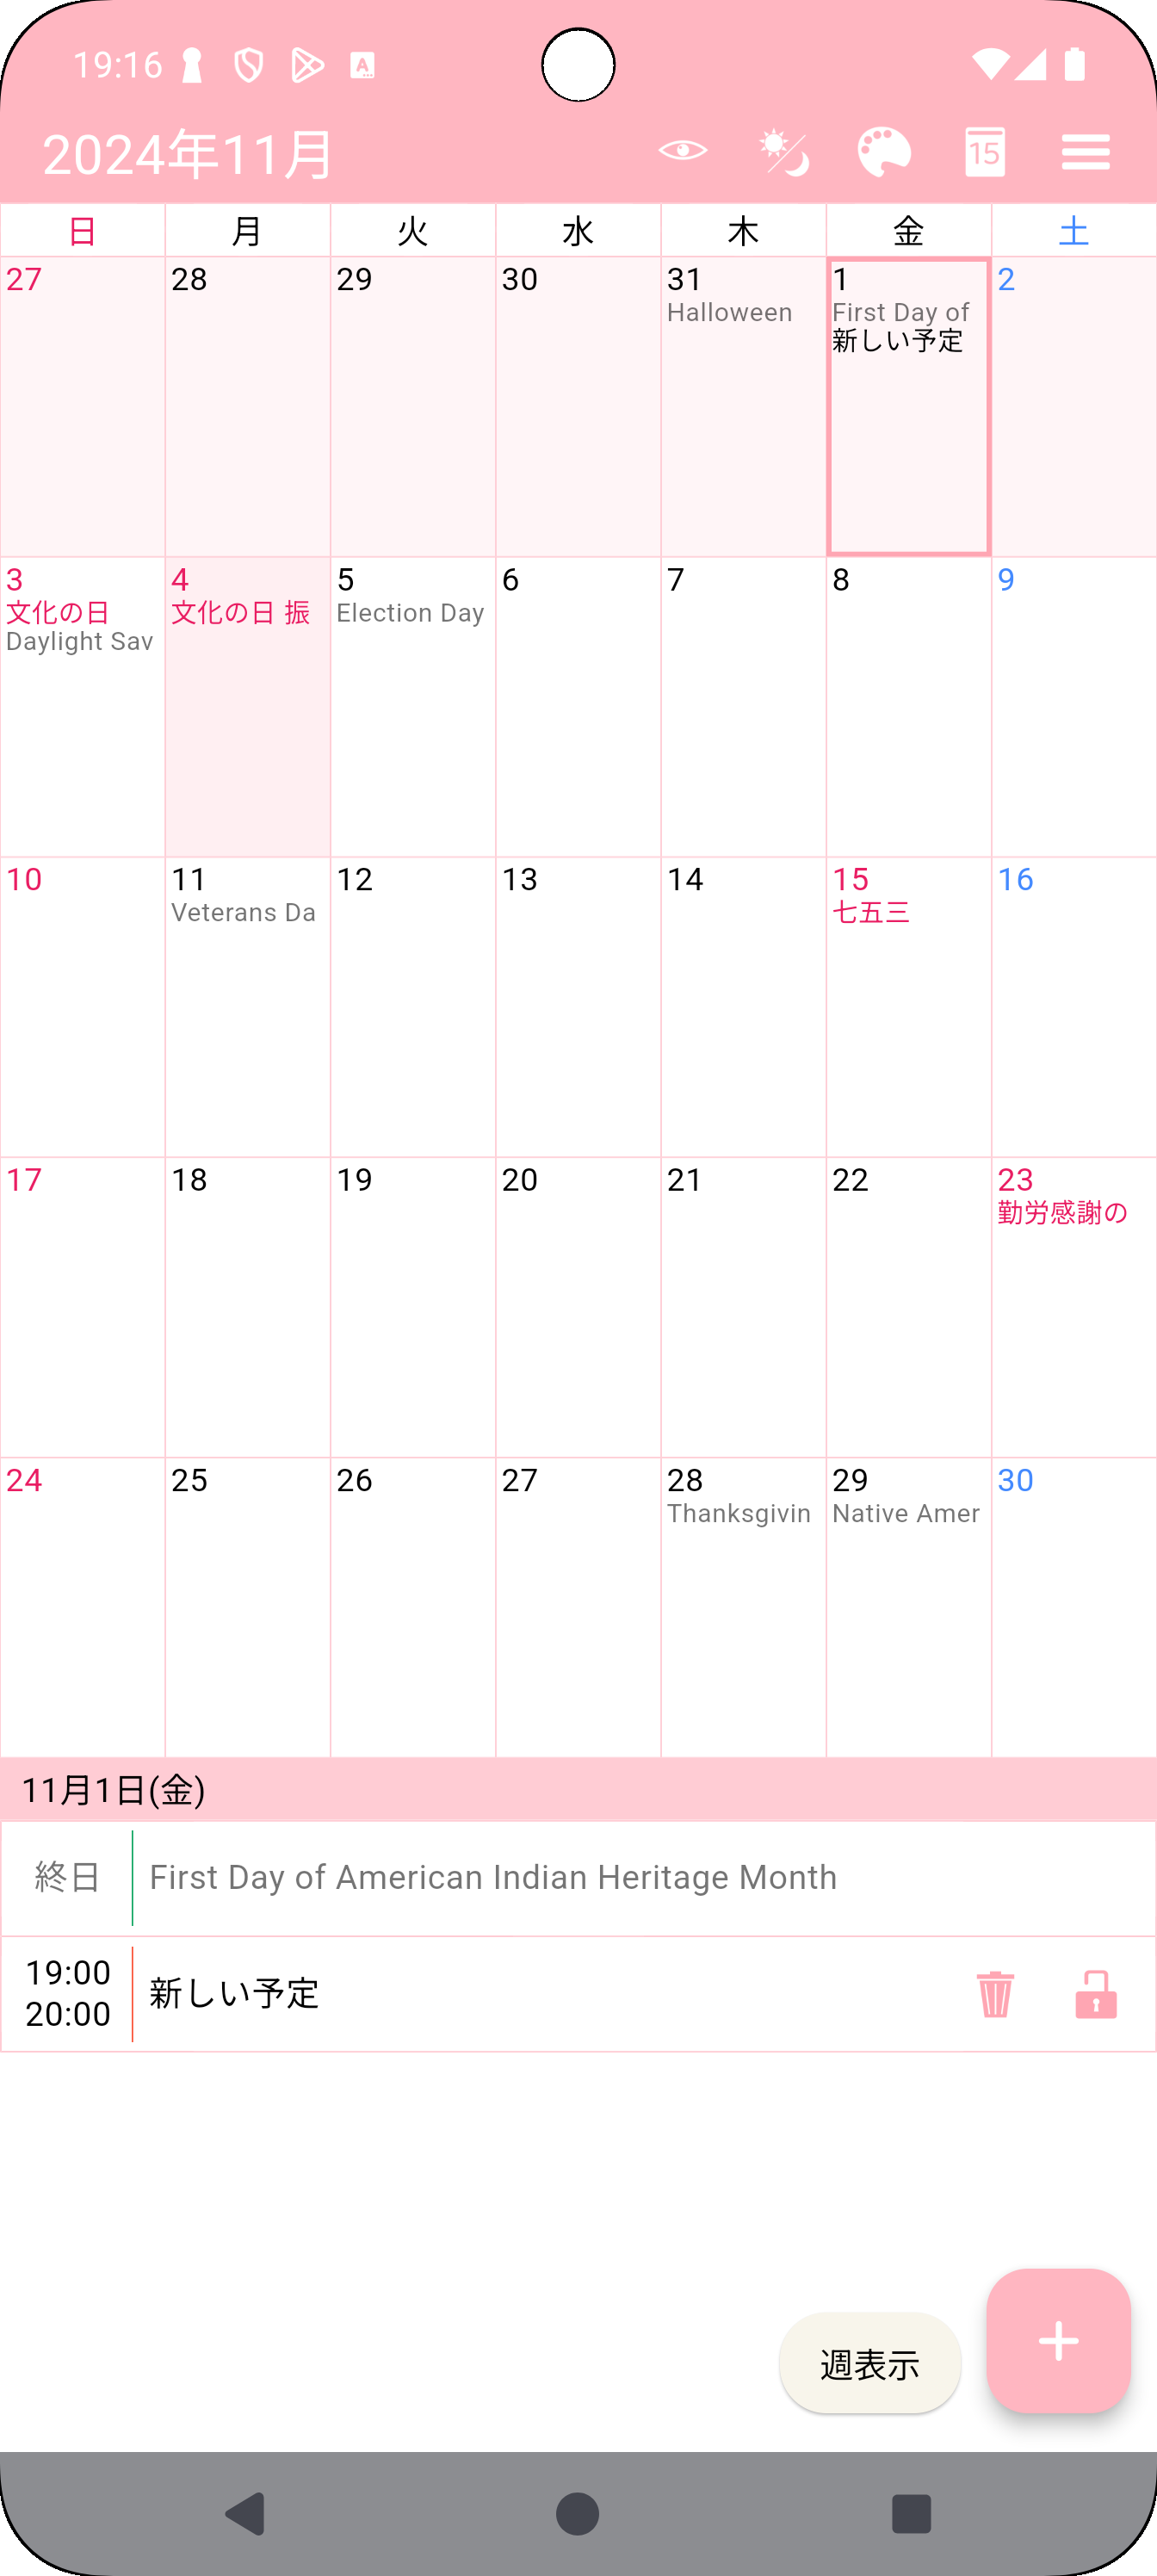 19:16
2024年11月
15
日 月 火 水 木 金 土
27 28 29 30 31 1 2
Halloween First Day of
新しい予定
3 4 5 6 7 8 9
文化の日 文化の日 振 Election Day
Daylight Sav
10 11 12 13 14 15 16
Veterans Da 七五三
17 18 19 20 21 22 23
勤労感謝の
24 25 26 27 28 29 30
Thanksgivin Native Amer
11月1日(金)
終日 First Day of American Indian Heritage Month
19:00
20:00
新しい予定
週表示